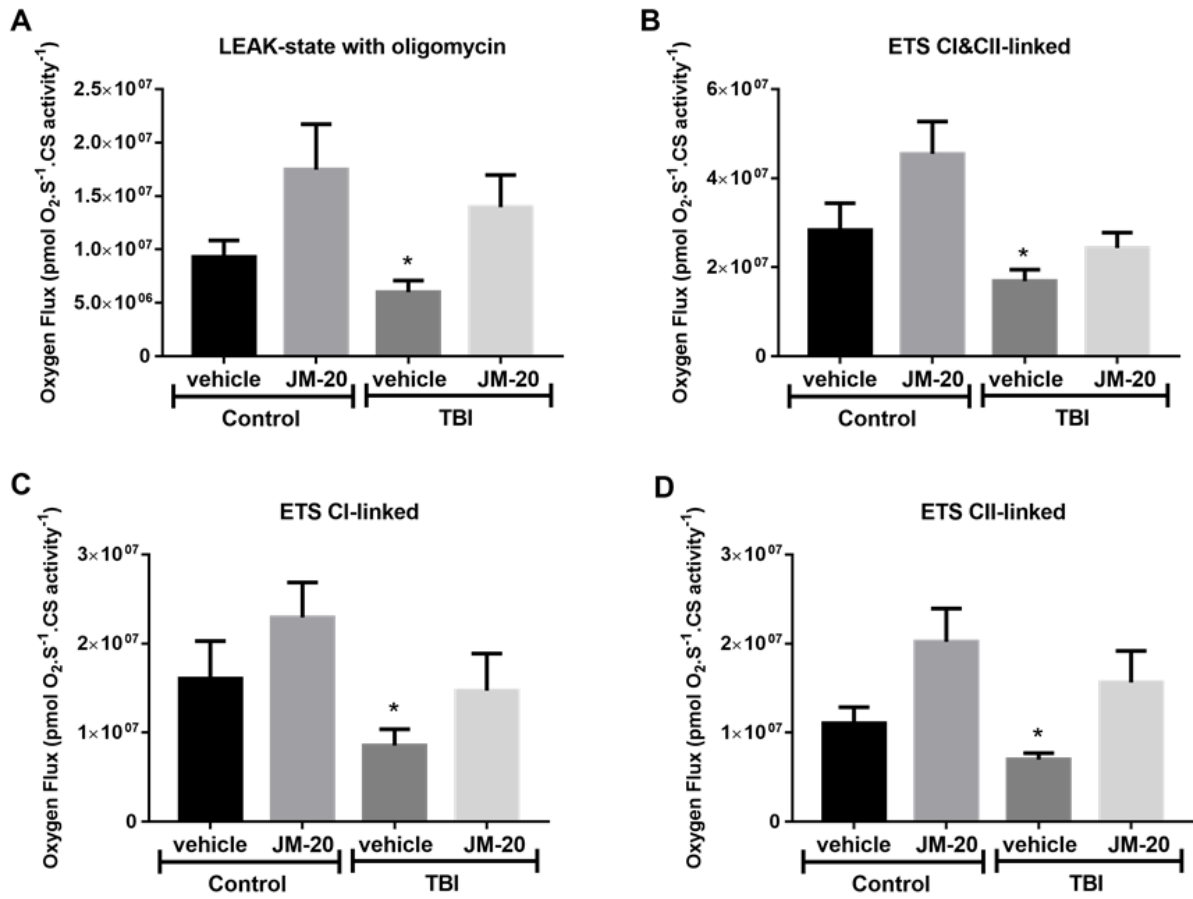 A
LEAK-state with oligomycin
Oxygen Flux (pmol O₂.S⁻¹.CS activity⁻¹)
2.5×10⁰⁷
2.0×10⁰⁷
1.5×10⁰⁷
1.0×10⁰⁷
5.0×10⁰⁶
0
*
vehicle JM-20 vehicle JM-20
Control TBI
B
ETS CI&CII-linked
Oxygen Flux (pmol O₂.S⁻¹.CS activity⁻¹)
6×10⁰⁷
4×10⁰⁷
2×10⁰⁷
0
*
vehicle JM-20 vehicle JM-20
Control TBI
C
ETS CI-linked
Oxygen Flux (pmol O₂.S⁻¹.CS activity⁻¹)
3×10⁰⁷
2×10⁰⁷
1×10⁰⁷
0
*
vehicle JM-20 vehicle JM-20
Control TBI
D
ETS CII-linked
Oxygen Flux (pmol O₂.S⁻¹.CS activity⁻¹)
3×10⁰⁷
2×10⁰⁷
1×10⁰⁷
0
*
vehicle JM-20 vehicle JM-20
Control TBI